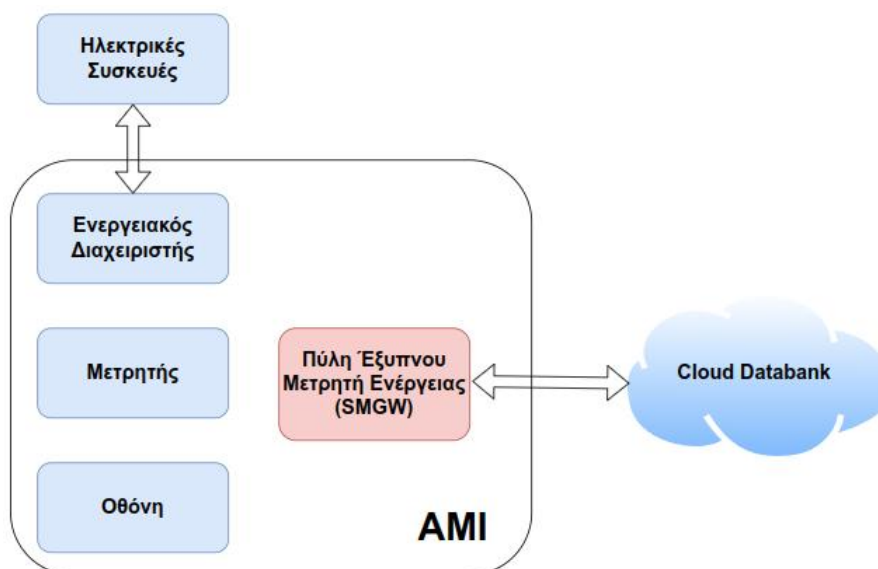 Ηλεκτρικές
Συσκευές
Ενεργειακός
Διαχειριστής
Μετρητής
Πύλη Έξυπνου
Μετρητή Ενέργειας
(SMGW)
Cloud Databank
Οθόνη
AMI